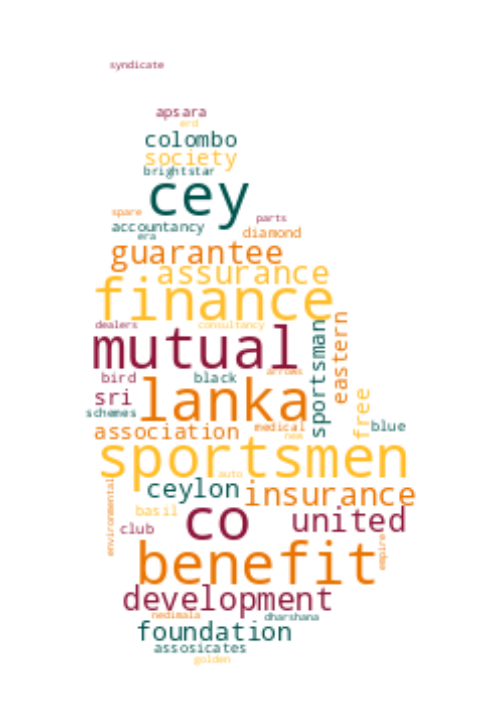 syndicate
apsara
erd
colombo
society
brightstar
cey
spare
parts
accountancy
era
diamond
guarantee
assurance
finance
dealers
consultancy
mutual
sportsman
eastern
arrows
bird
black
lanka
sri
free
schemes
medical
blue
association
new
sportsmen
auto
environmental
ceylon
insurance
basil
co
united
club
empire
benefit
development
nedimala
dharshana
foundation
assosicates
golden